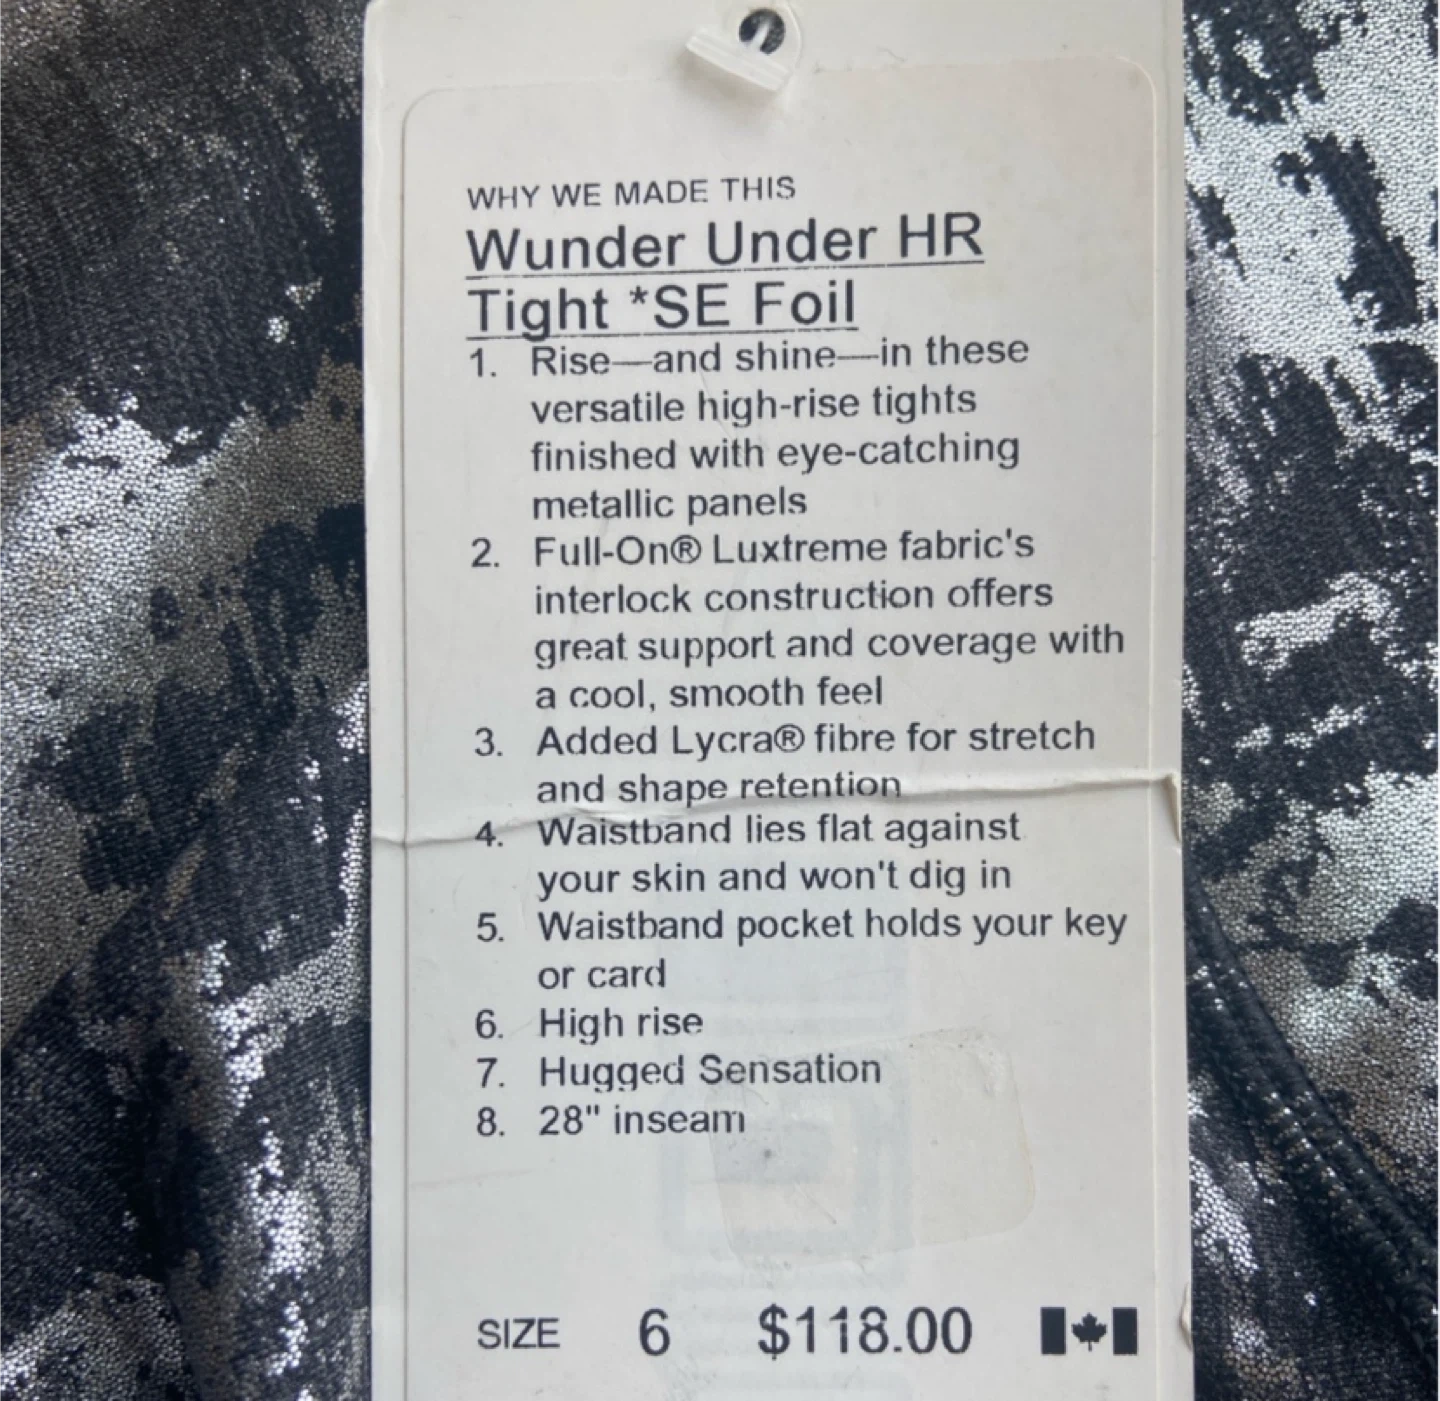 WHY WE MADE THIS
Wunder Under HR
Tight *SE Foil
1. Rise—and shine—in these
versatile high-rise tights
finished with eye-catching
metallic panels
2. Full-On® Luxtreme fabric's
interlock construction offers
great support and coverage with
a cool, smooth feel
3. Added Lycra® fibre for stretch
and shape retention
4. Waistband lies flat against
your skin and won't dig in
5. Waistband pocket holds your key
or card
6. High rise
7. Hugged Sensation
8. 28" inseam
SIZE 6 $118.00